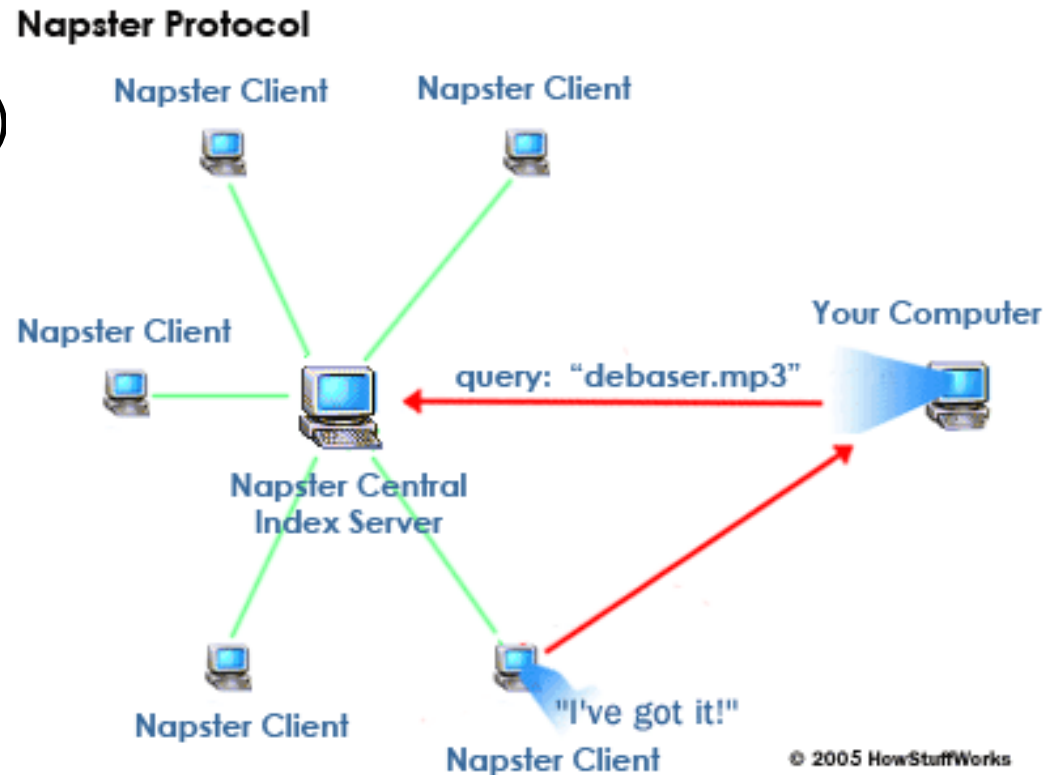 Napster Protocol
)
Napster Client
Napster Client
Napster Client
Your Computer
query: “debaser.mp3”
Napster Central
Index Server
"I've got it!"
Napster Client
Napster Client
© 2005 HowStuffWorks